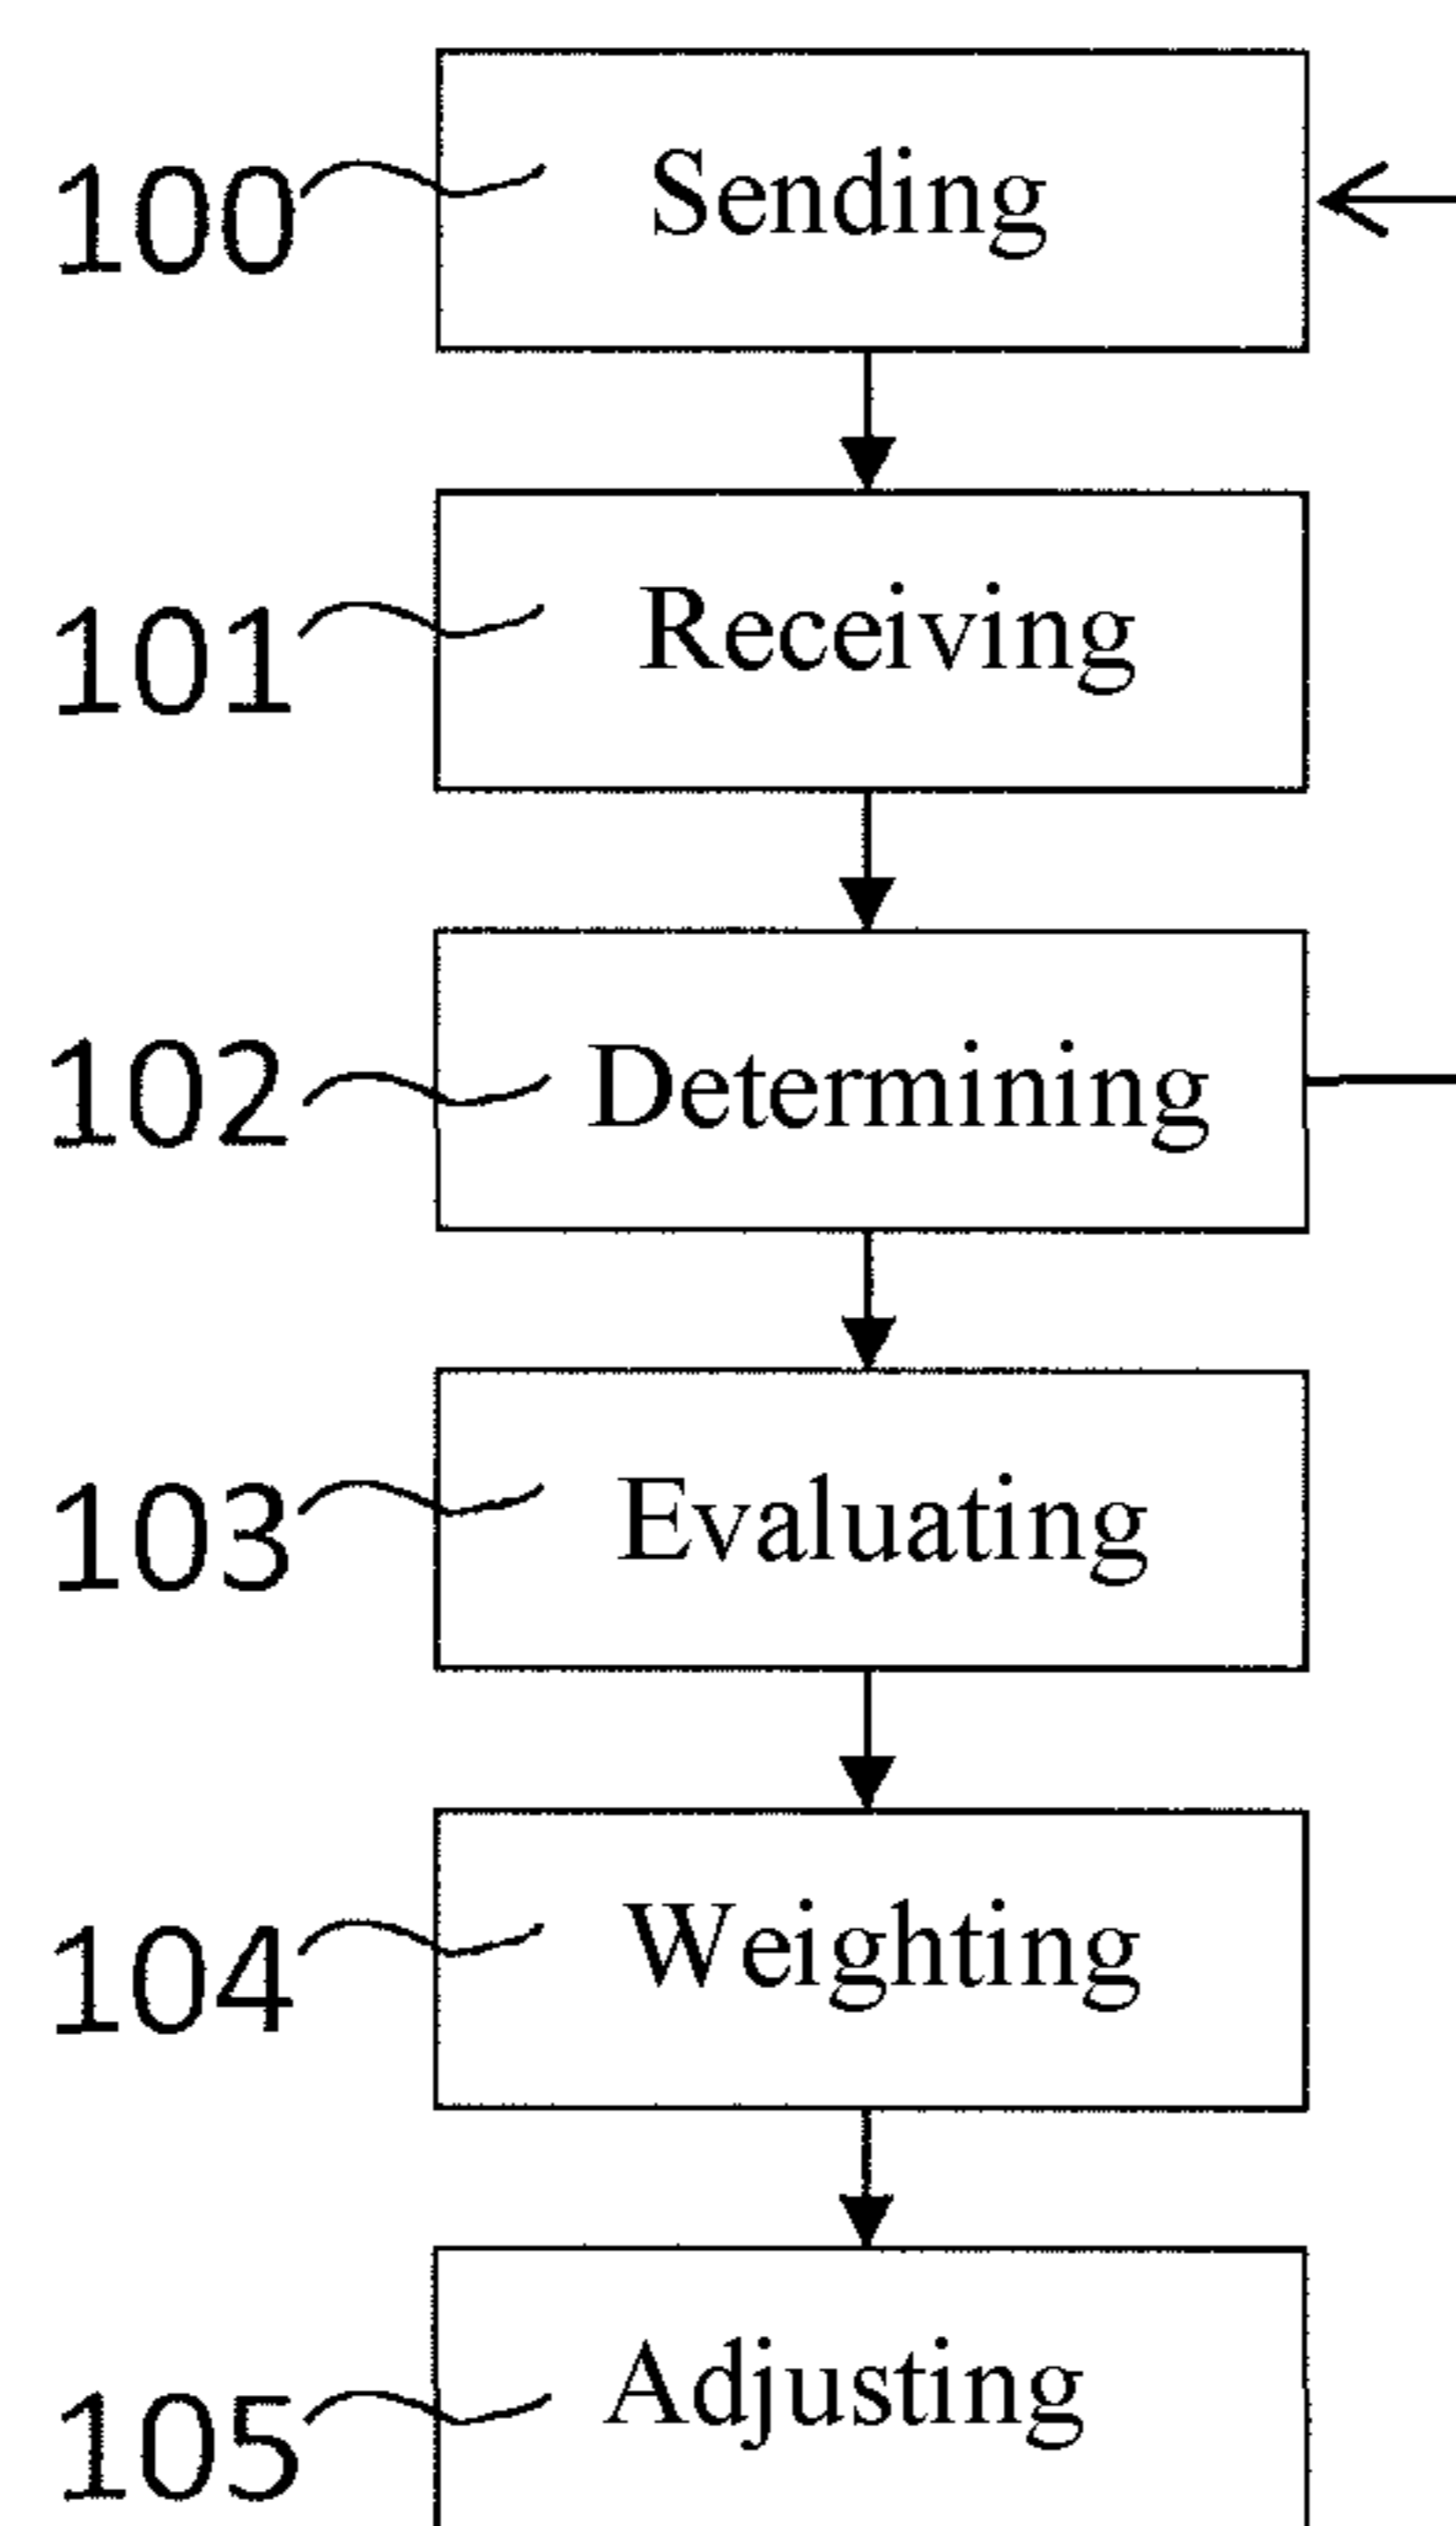 100 Sending
101 Receiving
102 Determining
103 Evaluating
104 Weighting
105 Adjusting